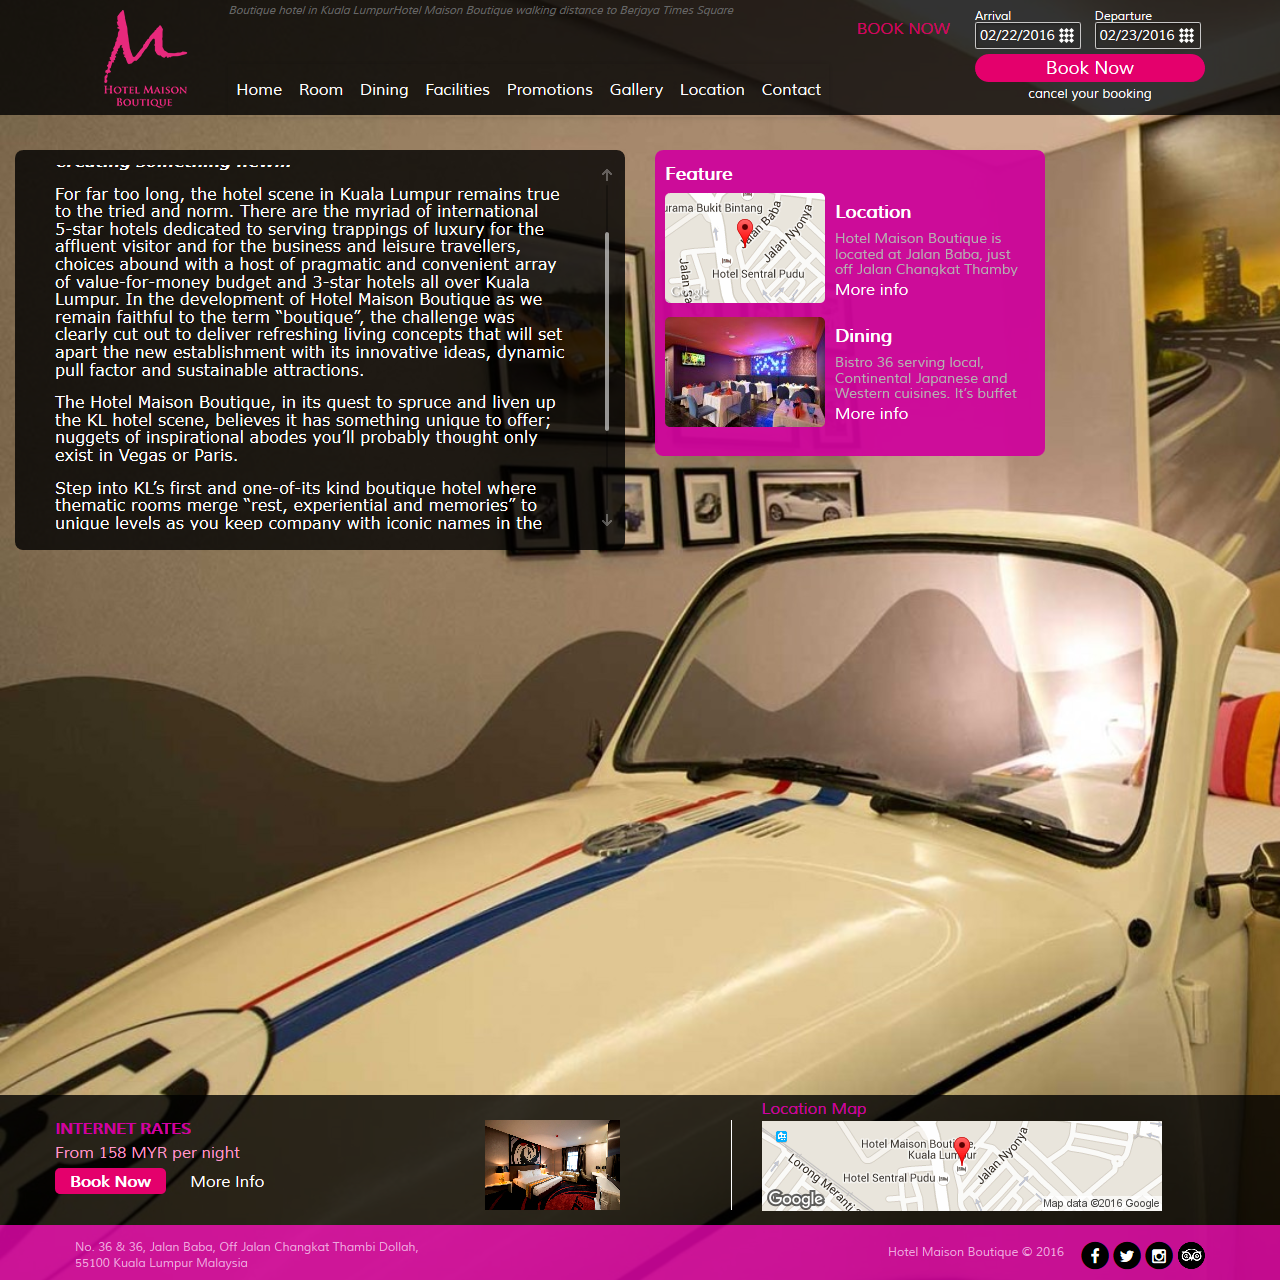 Boutique hotel in Kuala LumpurHotel Maison Boutique walking distance to Berjaya Times Square
HOTEL MAISON
BOUTIQUE
BOOK NOW
Arrival
Departure
02/22/2016
02/23/2016
Book Now
cancel your booking
Home Room Dining Facilities Promotions Gallery Location Contact
For far too long, the hotel scene in Kuala Lumpur remains true
to the tried and norm. There are the myriad of international
5-star hotels dedicated to serving trappings of luxury for the
affluent visitor and for the business and leisure travellers,
choices abound with a host of pragmatic and convenient array
of value-for-money budget and 3-star hotels all over Kuala
Lumpur. In the development of Hotel Maison Boutique as we
remain faithful to the term “boutique”, the challenge was
clearly cut out to deliver refreshing living concepts that will set
apart the new establishment with its innovative ideas, dynamic
pull factor and sustainable attractions.
The Hotel Maison Boutique, in its quest to spruce and liven up
the KL hotel scene, believes it has something unique to offer;
nuggets of inspirational abodes you’ll probably thought only
exist in Vegas or Paris.
Step into KL’s first and one-of-its kind boutique hotel where
thematic rooms merge “rest, experiential and memories” to
unique levels as you keep company with iconic names in the
Feature
urama Bukit Bintang
Jalan Baba
Jalan Nyonya
Hotel Sentral Pudu
Google
Location
Hotel Maison Boutique is
located at Jalan Baba, just
off Jalan Changkat Thamby
More info
Dining
Bistro 36 serving local,
Continental Japanese and
Western cuisines. It’s buffet
More info
INTERNET RATES
From 158 MYR per night
Book Now
More Info
Location Map
Hotel Maison Boutique,
Kuala Lumpur
Hotel Sentral Pudu
Jalan Nyonya
Lorong Meranti
Google
Map data ©2016 Google
No. 36 & 36, Jalan Baba, Off Jalan Changkat Thambi Dollah,
55100 Kuala Lumpur Malaysia
Hotel Maison Boutique © 2016